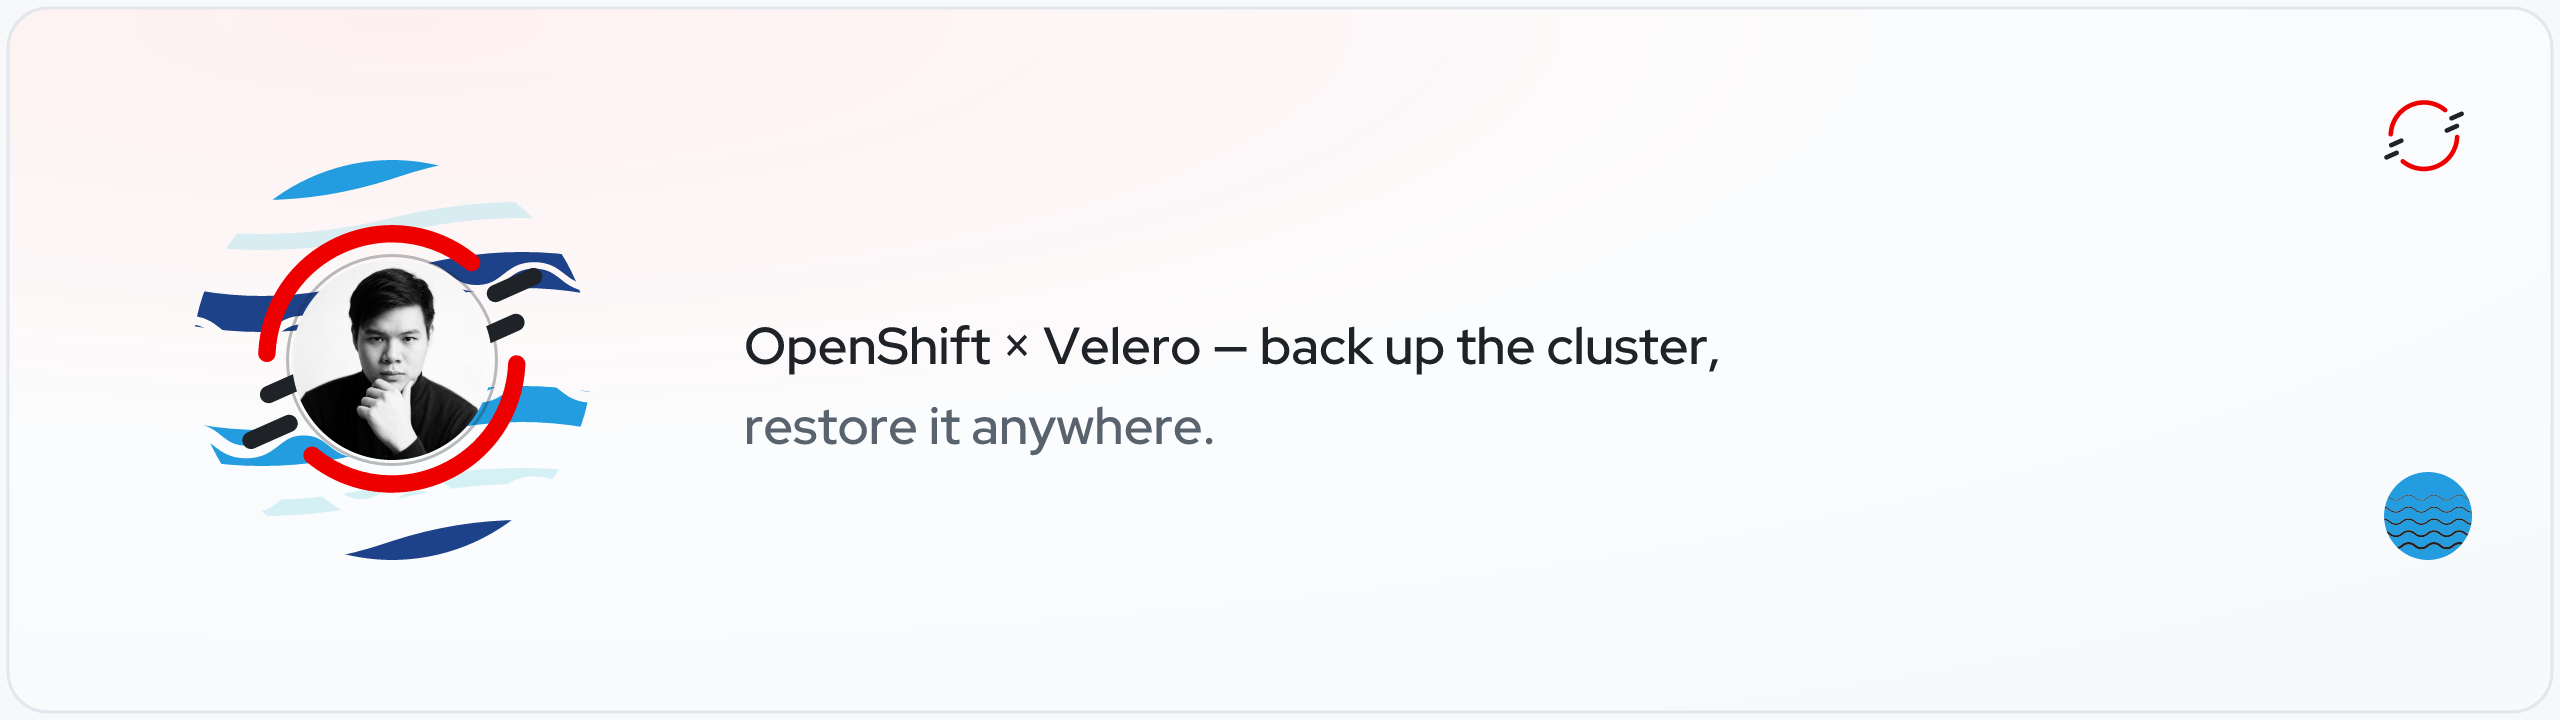 OpenShift × Velero — back up the cluster,
restore it anywhere.